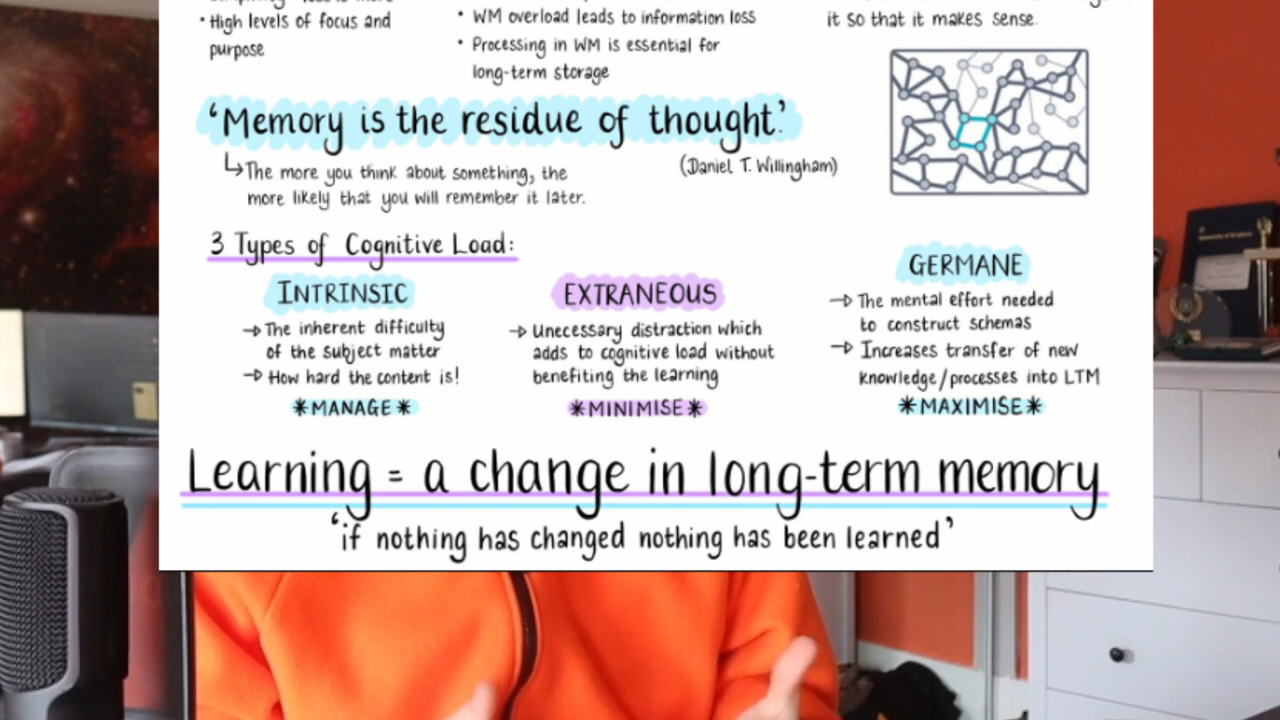 • High levels of focus and
purpose
• WM overload leads to information loss
• Processing in WM is essential for
long-term storage
it so that it makes sense.
'Memory is the residue of thought.'
(Daniel T. Willingham)
The more you think about something, the
more likely that you will remember it later.
3 Types of Cognitive Load:
INTRINSIC
→ The inherent difficulty
of the subject matter
→ How hard the content is!
*MANAGE*
EXTRANEOUS
→ Unecessary distraction which
adds to cognitive load without
benefiting the learning
*MINIMISE*
GERMANE
→ The mental effort needed
to construct schemas
→ Increases transfer of new
knowledge/processes into LTM
*MAXIMISE*
Learning = a change in long-term memory
'if nothing has changed nothing has been learned'